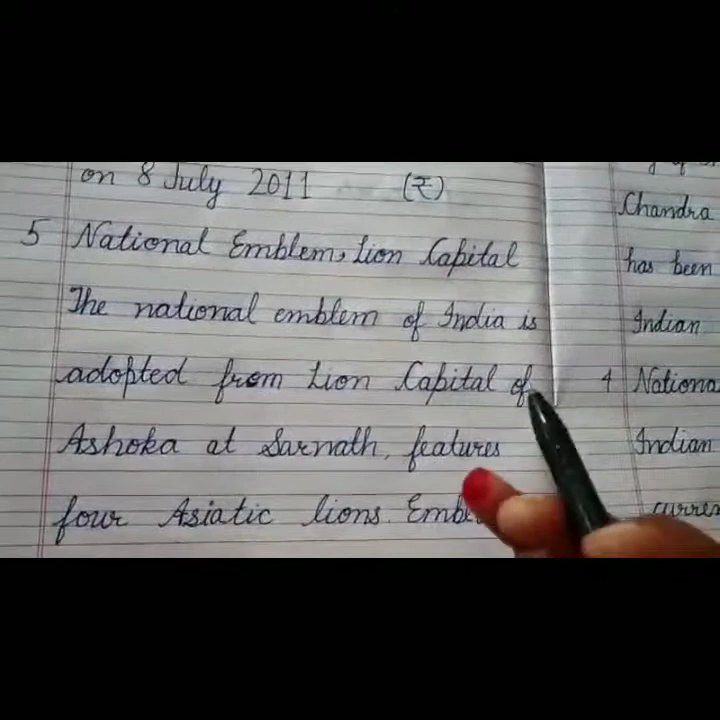 on 8 July 2011 (₹)
5 National Emblem, Lion Capital
The national emblem of India is
adopted from Lion Capital of
Ashoka at Sarnath, features
four Asiatic lions.
Chandra
has been
Indian
4 Nationa
Indian
curren